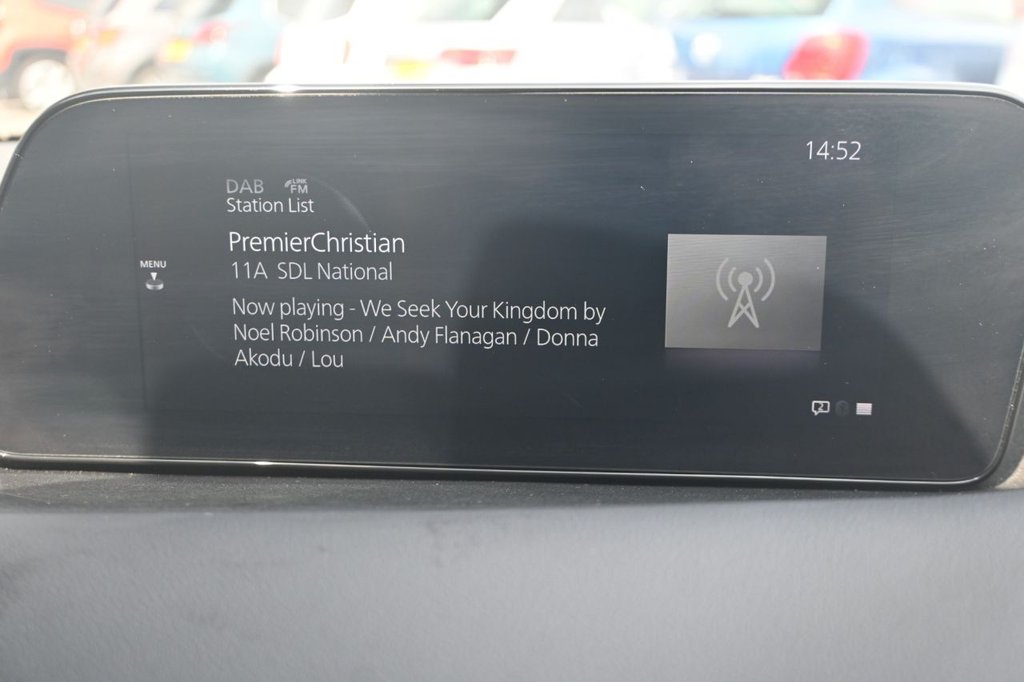 14:52
DAB LINK FM
Station List
PremierChristian
11A SDL National
MENU
Now playing - We Seek Your Kingdom by
Noel Robinson / Andy Flanagan / Donna
Akodu / Lou
2